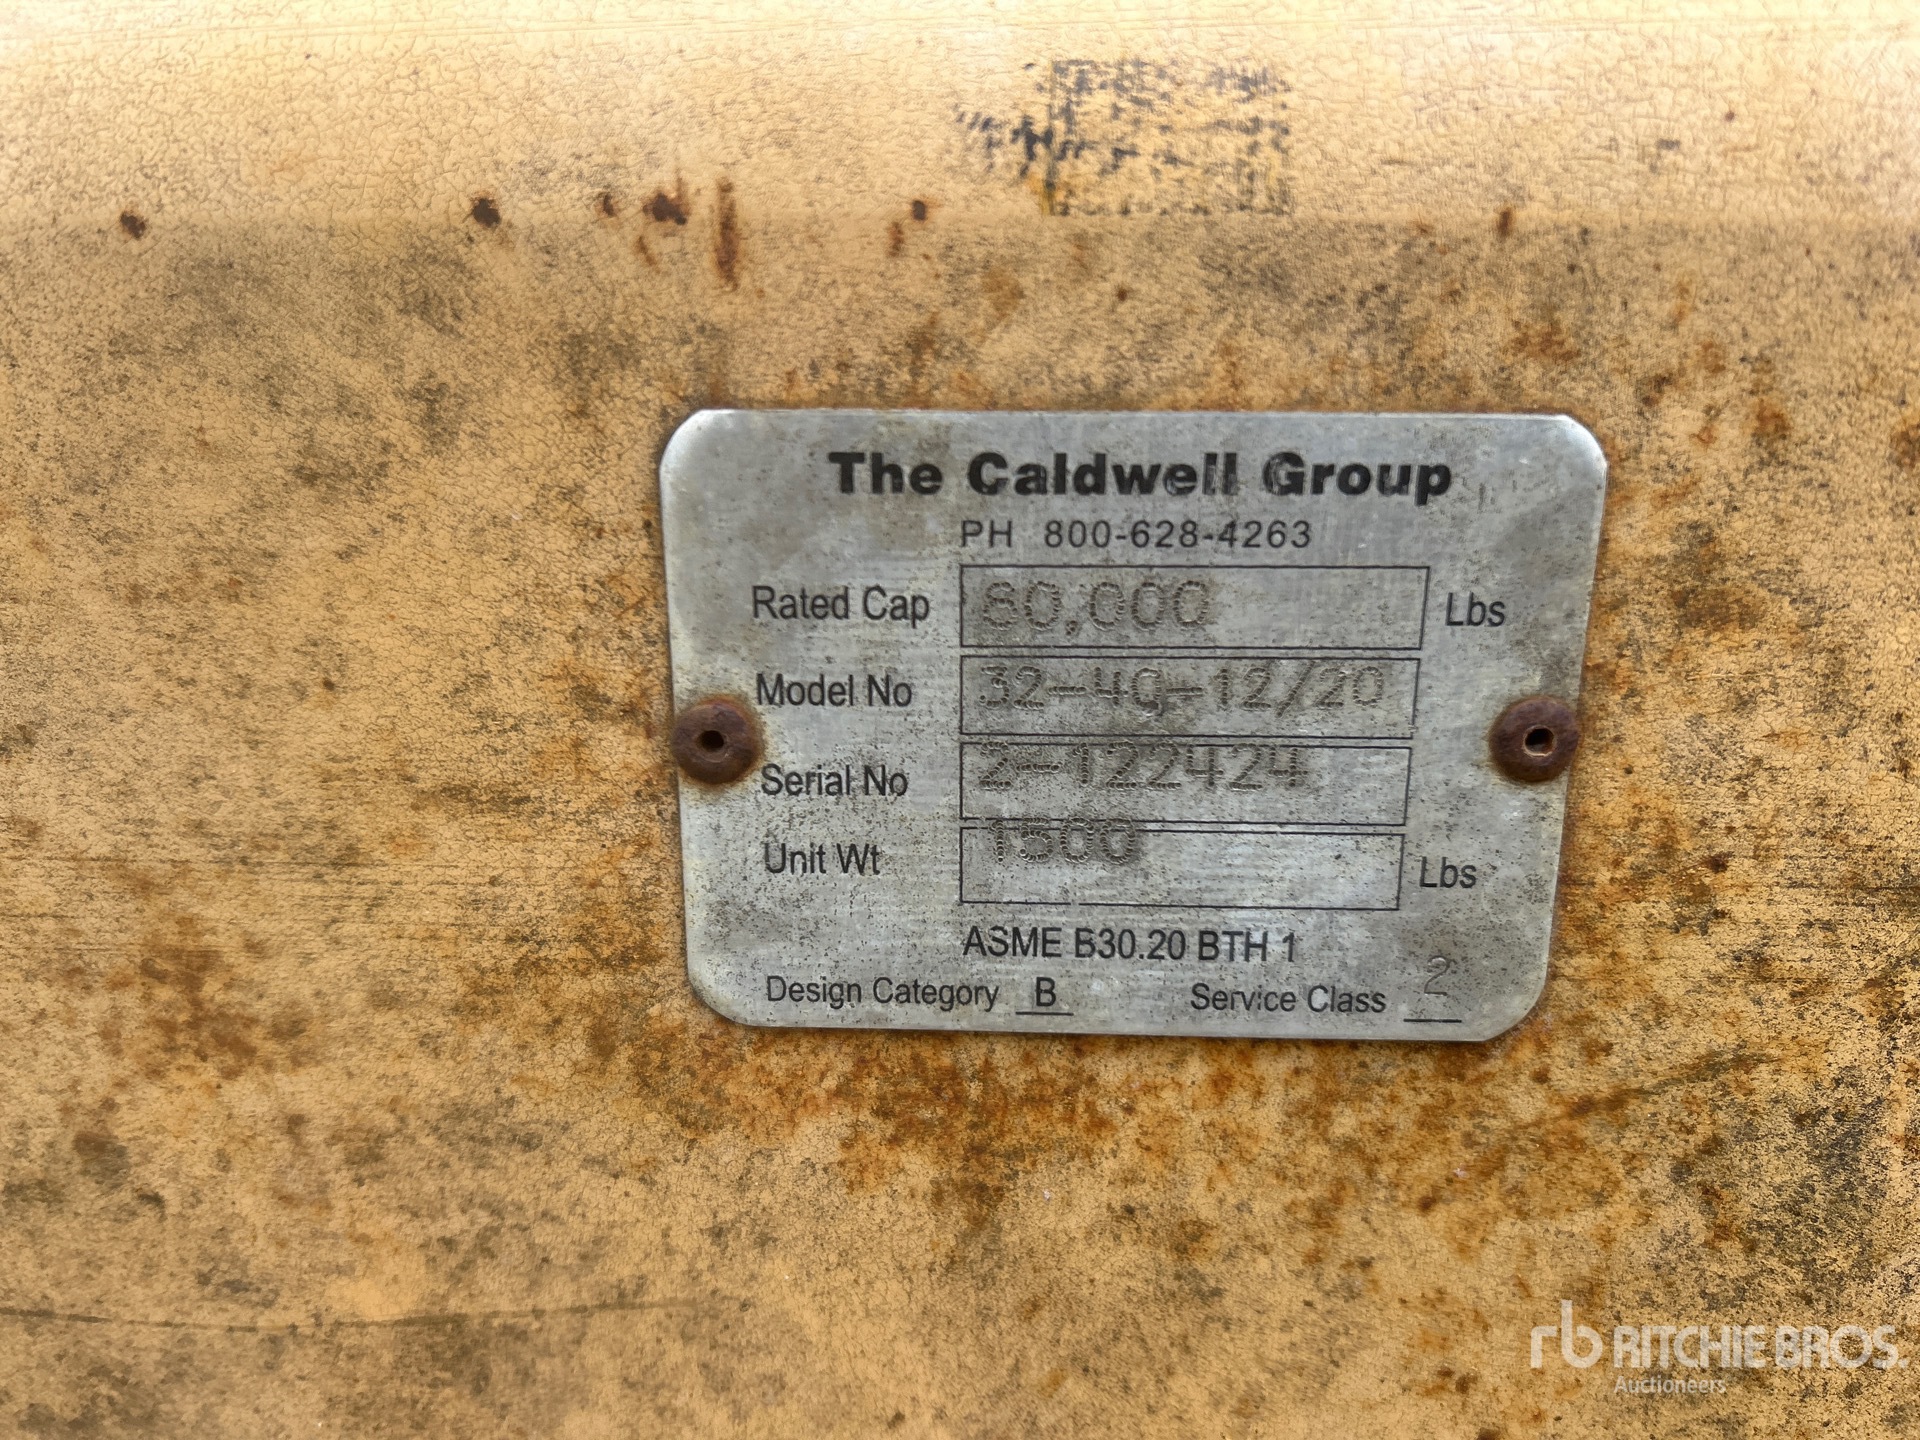 The Caldwell Group
PH 800-628-4263
Rated Cap 80,000 Lbs
Model No 32-40-12/20
Serial No 2-122424
Unit Wt 1500 Lbs
ASME B30.20 BTH 1
Design Category B Service Class 2
rb RITCHIE BROS.
Auctioneers